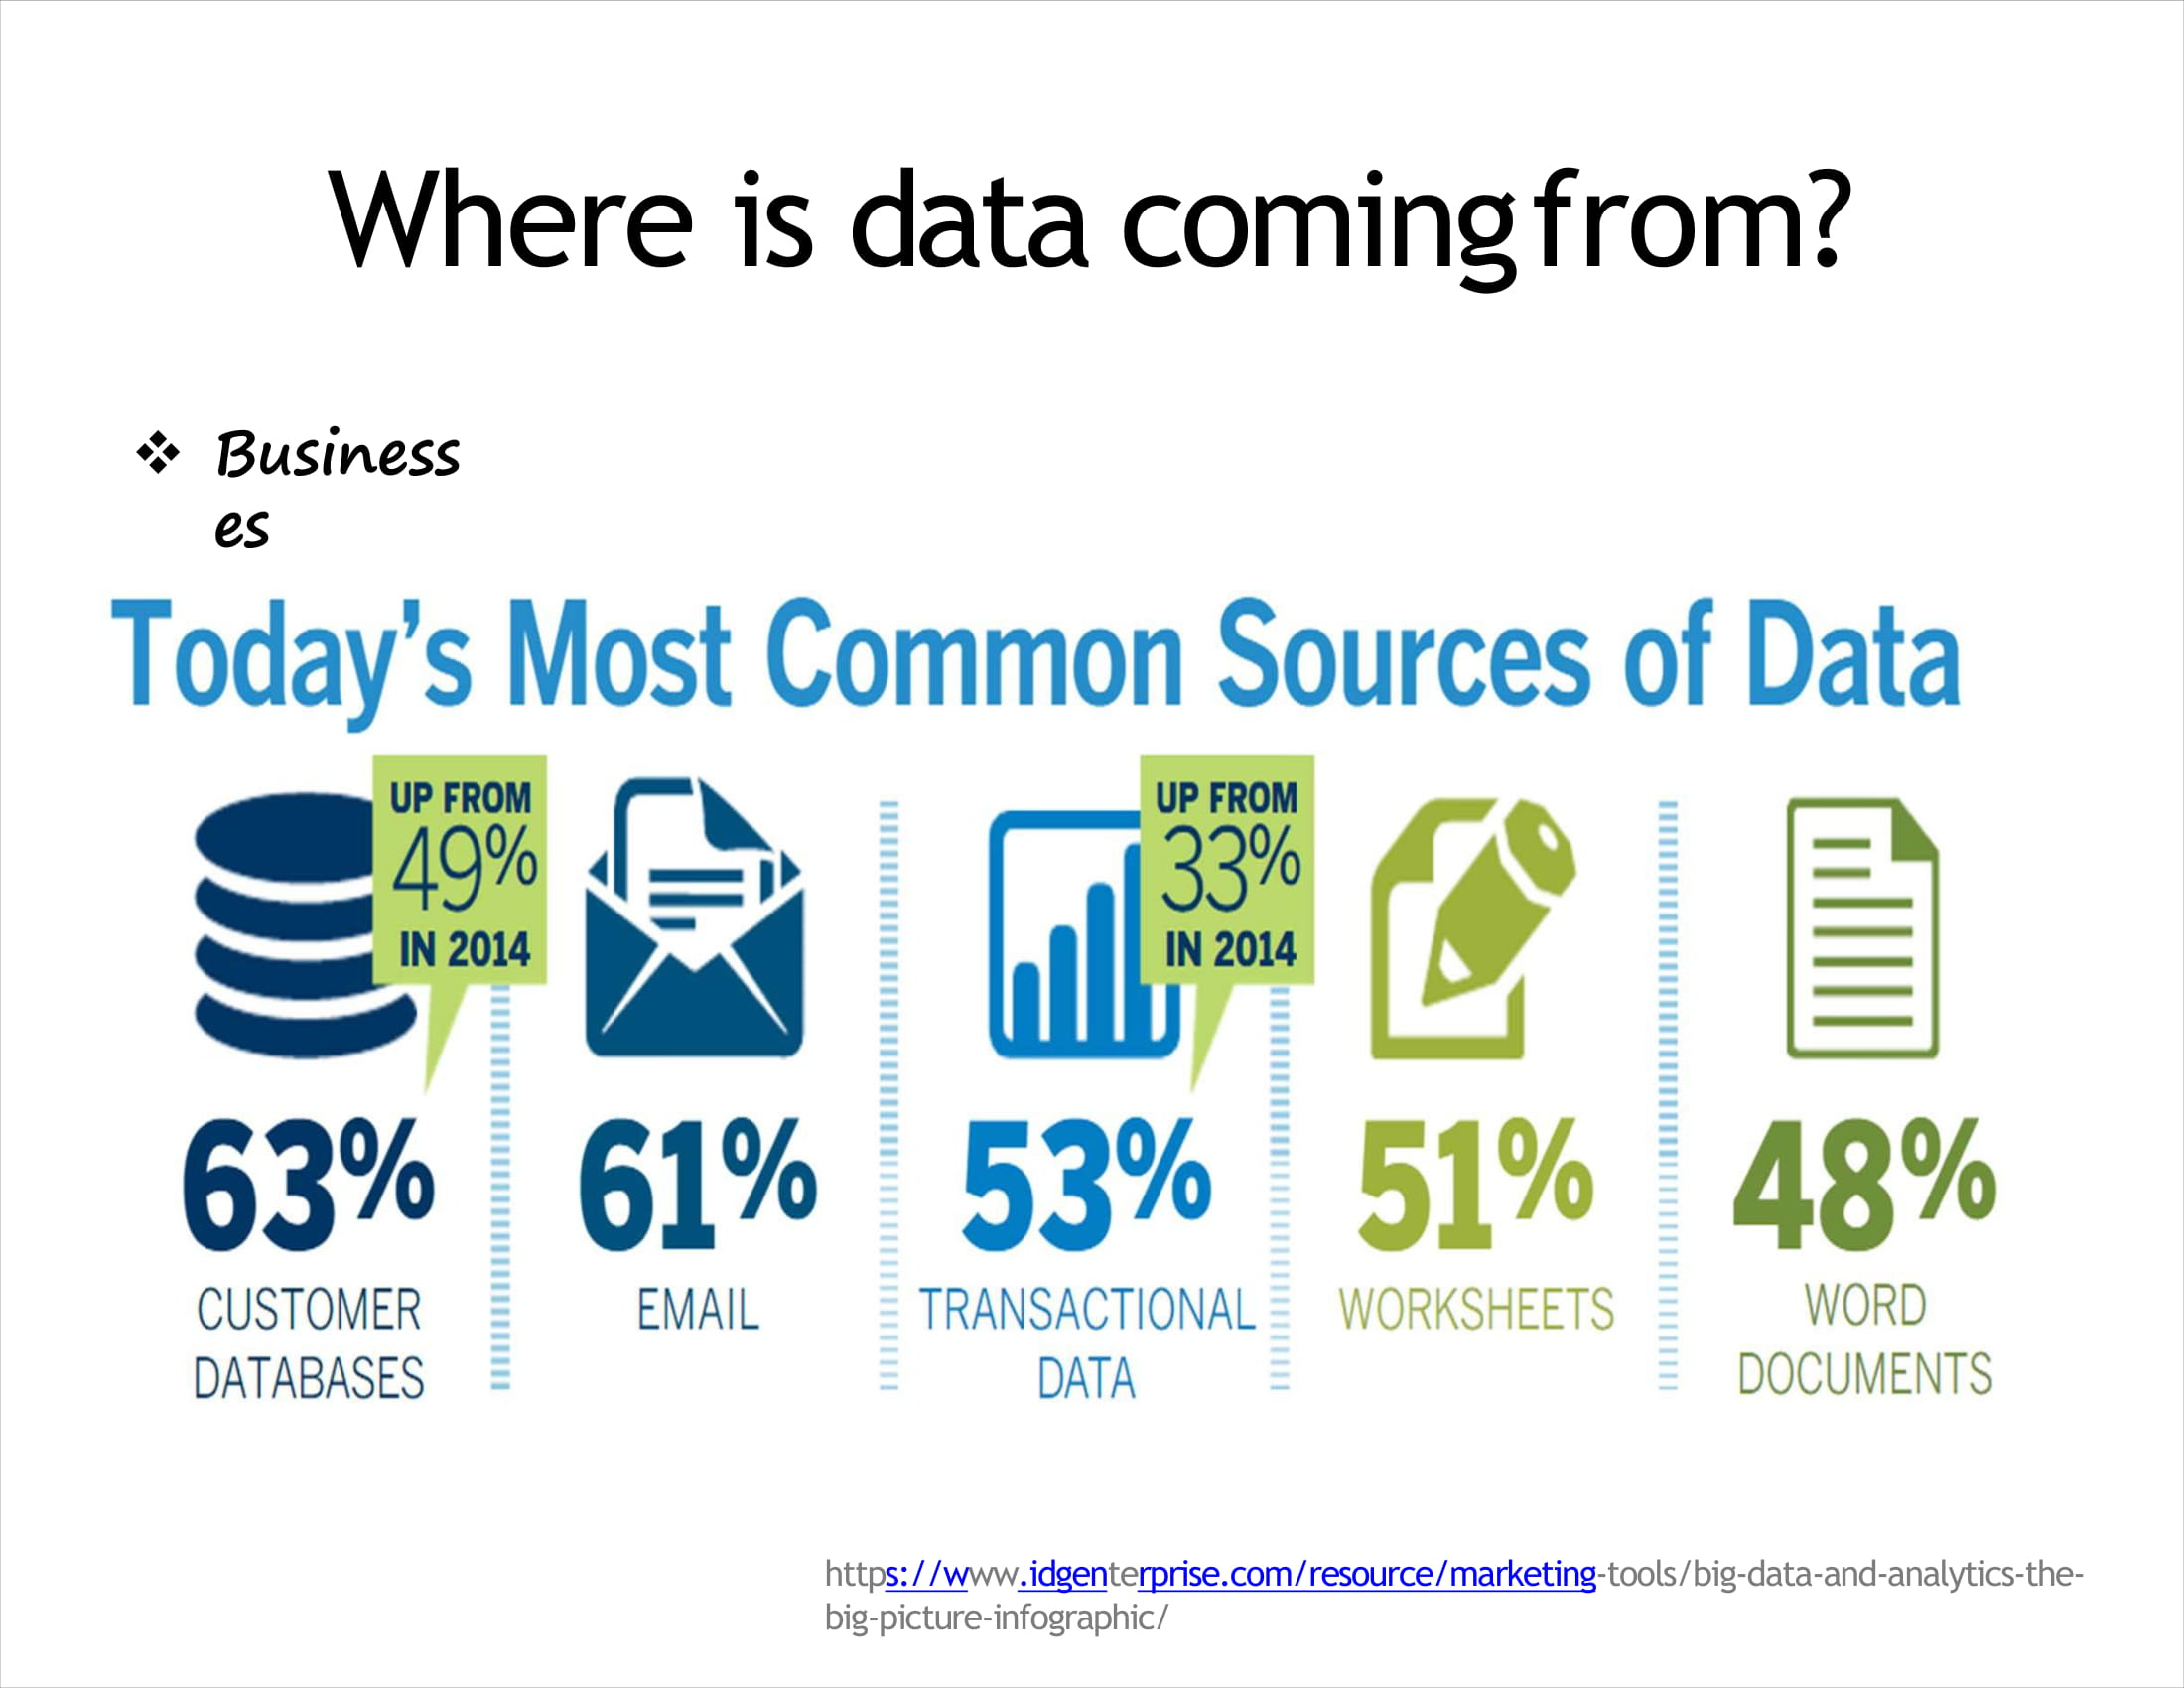 Where is data coming from?
❖ Business
es
Today's Most Common Sources of Data
UP FROM
49%
IN 2014
63%
CUSTOMER
DATABASES
61%
EMAIL
UP FROM
33%
IN 2014
53%
TRANSACTIONAL
DATA
51%
WORKSHEETS
48%
WORD
DOCUMENTS
https://www.idgenterprise.com/resource/marketing-tools/big-data-and-analytics-the-
big-picture-infographic/